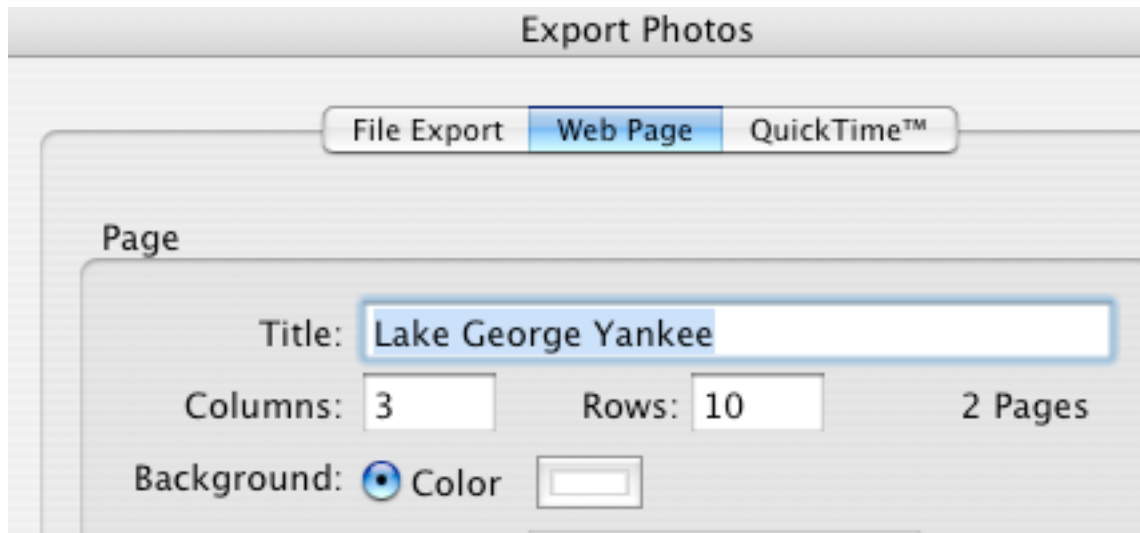 Export Photos
File Export Web Page QuickTime™
Page
Title: Lake George Yankee
Columns: 3 Rows: 10 2 Pages
Background: Color